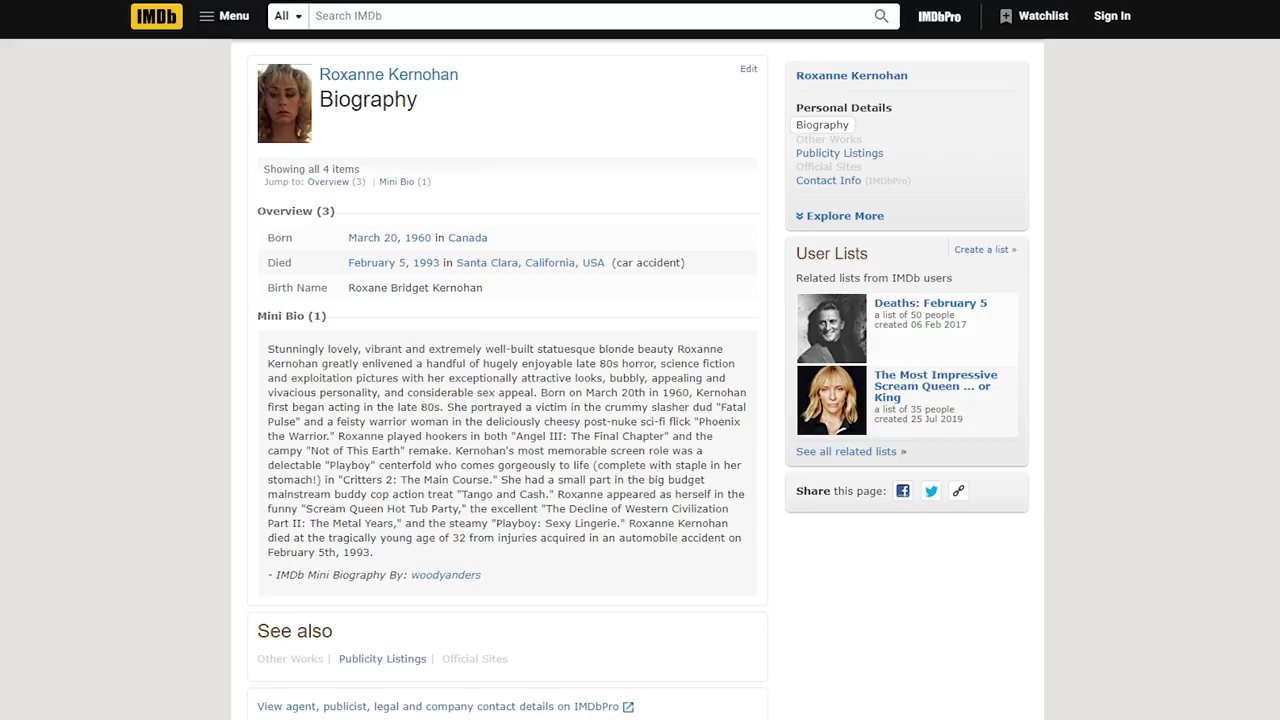 IMDb Menu All Search IMDb IMDbPro Watchlist Sign In
Roxanne Kernohan
Biography
Edit
Showing all 4 items
Jump to: Overview (3) | Mini Bio (1)
Overview (3)
Born March 20, 1960 in Canada
Died February 5, 1993 in Santa Clara, California, USA (car accident)
Birth Name Roxane Bridget Kernohan
Mini Bio (1)
Stunningly lovely, vibrant and extremely well-built statuesque blonde beauty Roxanne
Kernohan greatly enlivened a handful of hugely enjoyable late 80s horror, science fiction
and exploitation pictures with her exceptionally attractive looks, bubbly, appealing and
vivacious personality, and considerable sex appeal. Born on March 20th in 1960, Kernohan
first began acting in the late 80s. She portrayed a victim in the crummy slasher dud "Fatal
Pulse" and a feisty warrior woman in the deliciously cheesy post-nuke sci-fi flick "Phoenix
the Warrior." Roxanne played hookers in both "Angel III: The Final Chapter" and the
campy "Not of This Earth" remake. Kernohan's most memorable screen role was a
delectable "Playboy" centerfold who comes gorgeously to life (complete with staple in her
stomach!) in "Critters 2: The Main Course." She had a small part in the big budget
mainstream buddy cop action treat "Tango and Cash." Roxanne appeared as herself in the
funny "Scream Queen Hot Tub Party," the excellent "The Decline of Western Civilization
Part II: The Metal Years," and the steamy "Playboy: Sexy Lingerie." Roxanne Kernohan
died at the tragically young age of 32 from injuries acquired in an automobile accident on
February 5th, 1993.
- IMDb Mini Biography By: woodyanders
See also
Other Works | Publicity Listings | Official Sites
View agent, publicist, legal and company contact details on IMDbPro
Roxanne Kernohan
Personal Details
Biography
Other Works
Publicity Listings
Official Sites
Contact Info (IMDbPro)
Explore More
User Lists
Create a list »
Related lists from IMDb users
Deaths: February 5
a list of 50 people
created 06 Feb 2017
The Most Impressive
Scream Queen ... or
King
a list of 35 people
created 25 Jul 2019
See all related lists »
Share this page: